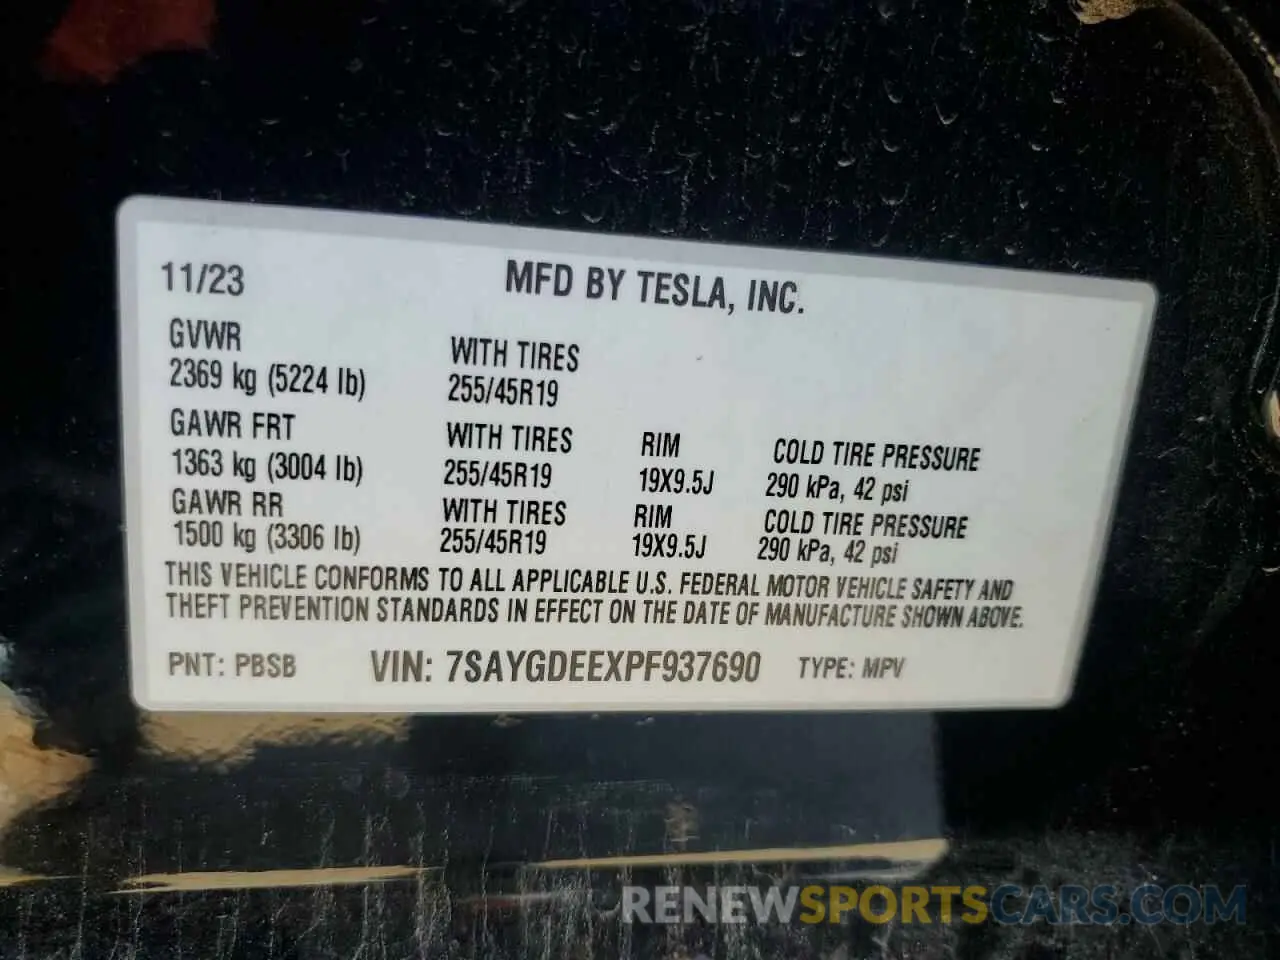 11/23 MFD BY TESLA, INC.
GVWR WITH TIRES
2369 kg (5224 lb) 255/45R19
GAWR FRT WITH TIRES RIM COLD TIRE PRESSURE
1363 kg (3004 lb) 255/45R19 19X9.5J 290 kPa, 42 psi
GAWR RR WITH TIRES RIM COLD TIRE PRESSURE
1500 kg (3306 lb) 255/45R19 19X9.5J 290 kPa, 42 psi
THIS VEHICLE CONFORMS TO ALL APPLICABLE U.S. FEDERAL MOTOR VEHICLE SAFETY AND
THEFT PREVENTION STANDARDS IN EFFECT ON THE DATE OF MANUFACTURE SHOWN ABOVE.
PNT: PBSB VIN: 7SAYGDEEXPF937690 TYPE: MPV
RENEWSPORTSCARS.COM